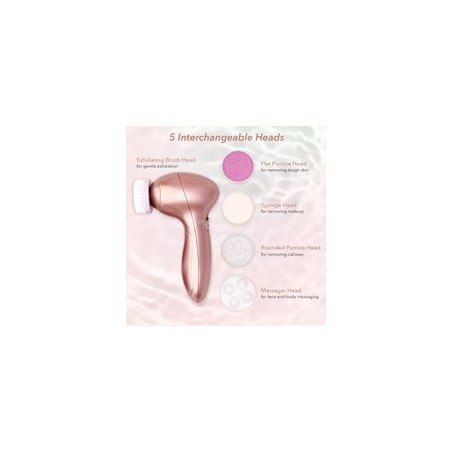 5 Interchangeable Heads
Exfoliating Brush Head
for gentle exfoliation
Flat Pumice Head
for removing tough skin
Sponge Head
for removing makeup
Rounded Pumice Head
for removing calluses
Massager Head
for face and body massaging